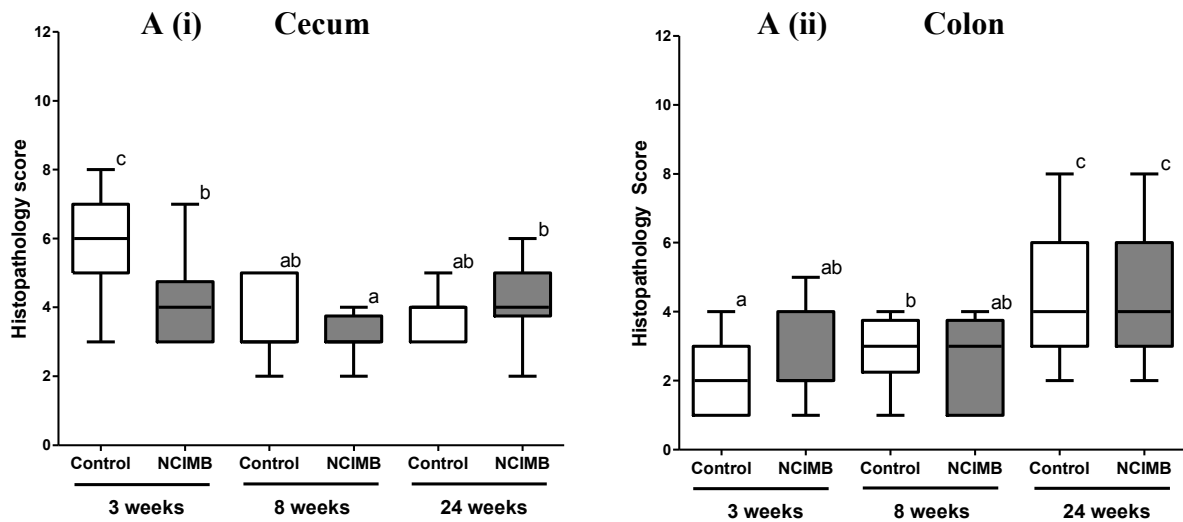 A (i) Cecum
Histopathology score
12
10
8
6
4
2
0
c
b
ab
a
ab
b
Control NCIMB Control NCIMB Control NCIMB
3 weeks 8 weeks 24 weeks
A (ii) Colon
Histopathology Score
12
10
8
6
4
2
0
a
ab
b
ab
c
c
Control NCIMB Control NCIMB Control NCIMB
3 weeks 8 weeks 24 weeks